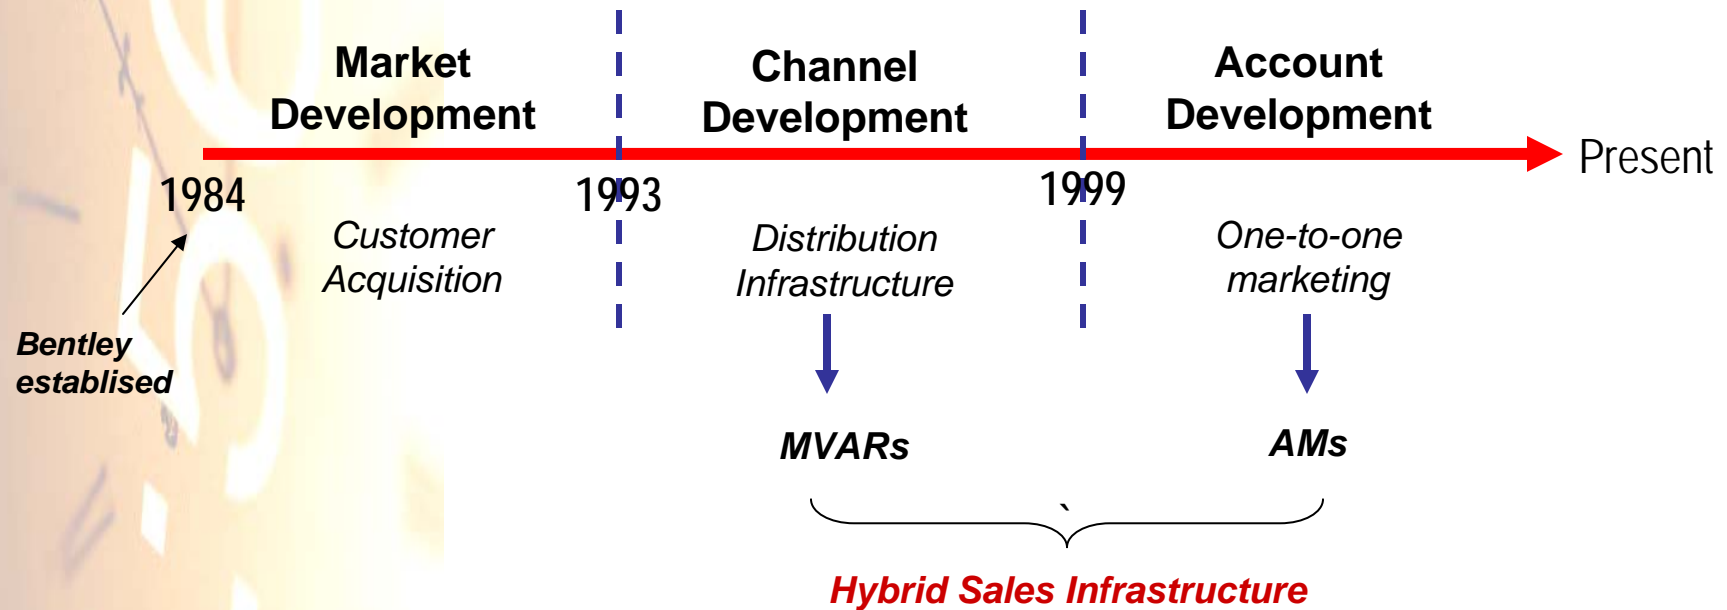 Market
Development
Channel
Development
Account
Development
Present
1984
1993
1999
Customer
Acquisition
Distribution
Infrastructure
One-to-one
marketing
Bentley
establised
MVARs
AMs
`
Hybrid Sales Infrastructure